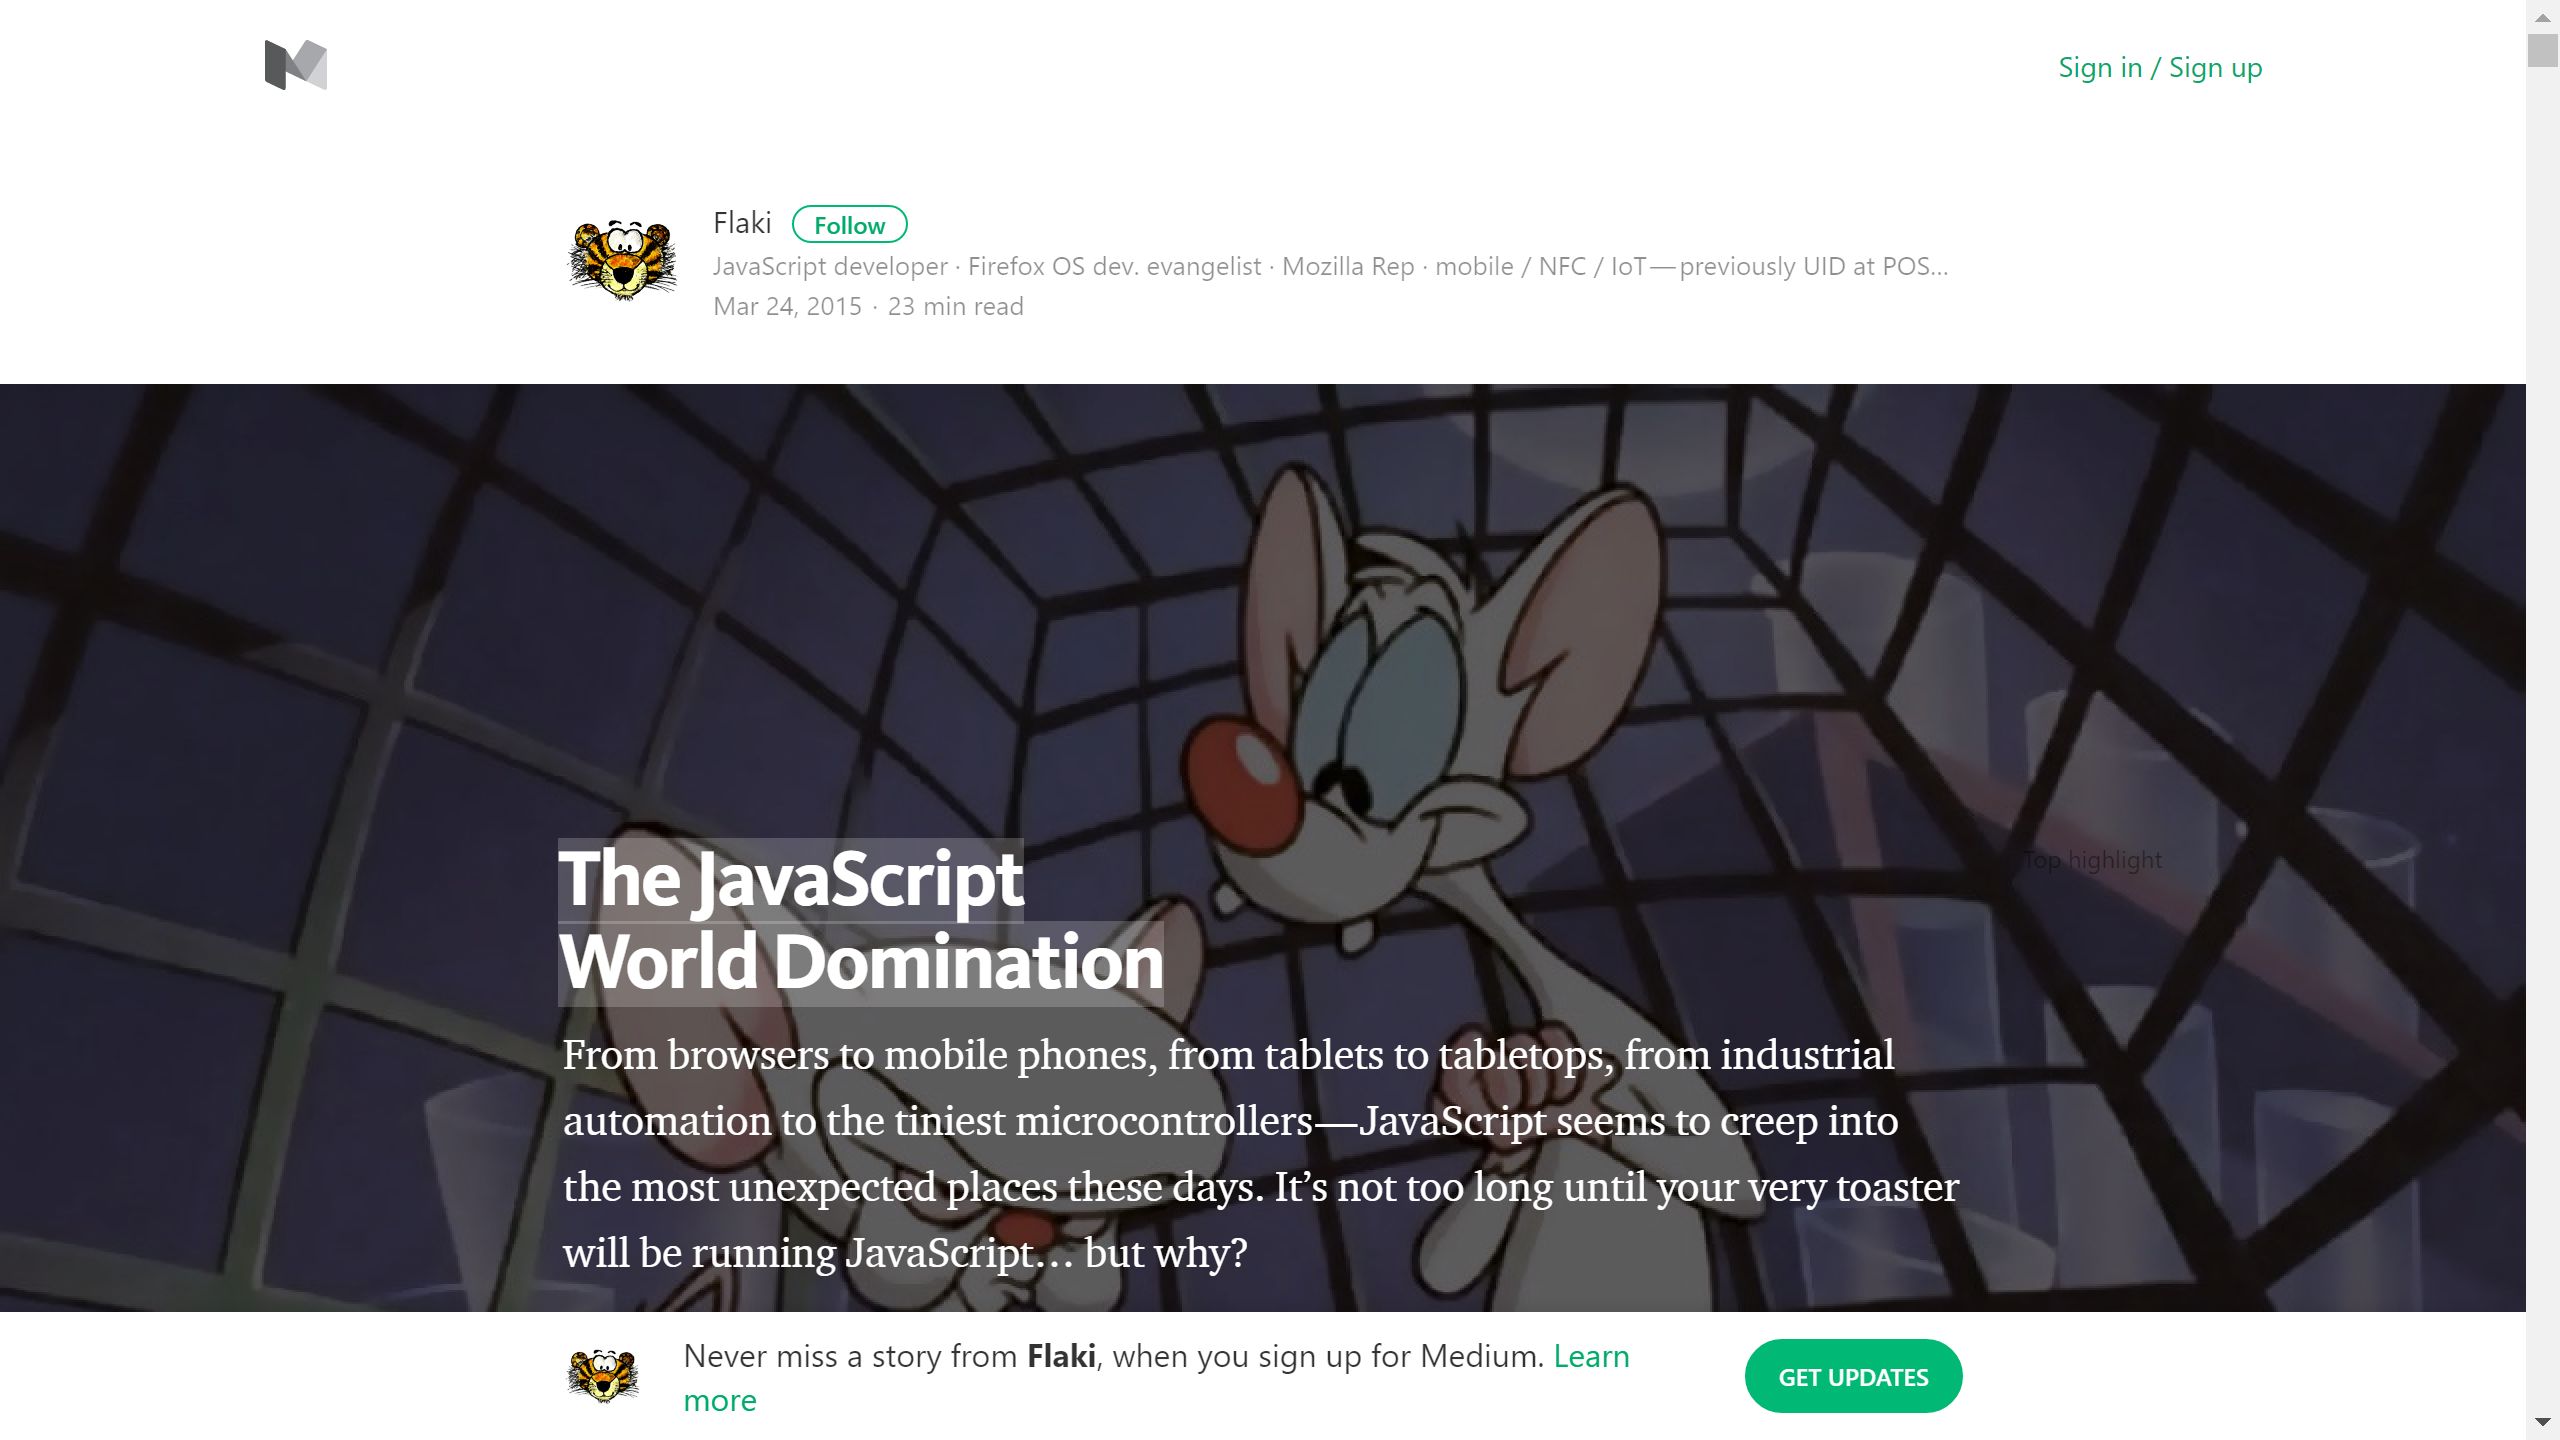 Sign in / Sign up
Flaki Follow
JavaScript developer · Firefox OS dev. evangelist · Mozilla Rep · mobile / NFC / IoT — previously UID at POS…
Mar 24, 2015 · 23 min read
Top highlight
The JavaScript
World Domination
From browsers to mobile phones, from tablets to tabletops, from industrial
automation to the tiniest microcontrollers — JavaScript seems to creep into
the most unexpected places these days. It’s not too long until your very toaster
will be running JavaScript… but why?
Never miss a story from Flaki, when you sign up for Medium. Learn
more
GET UPDATES